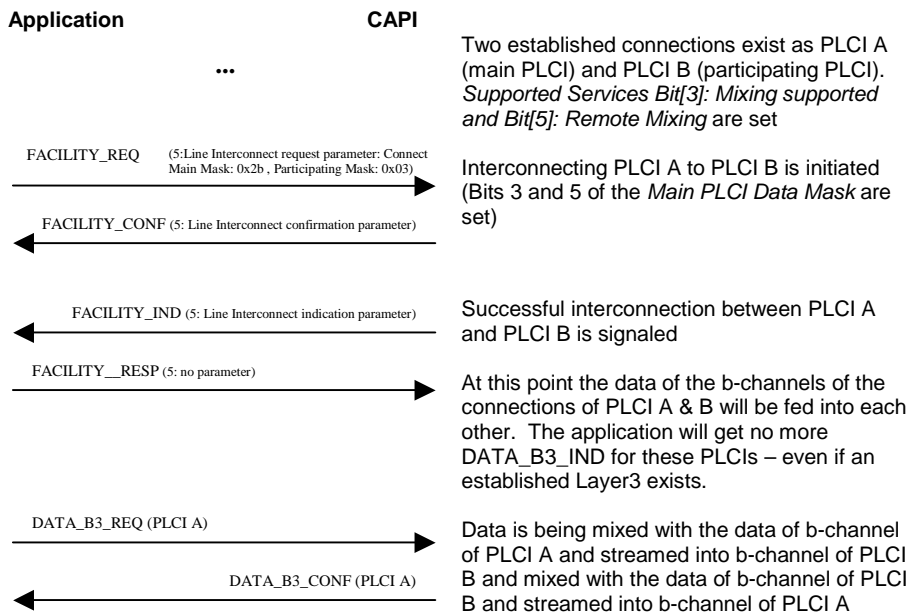 Application CAPI
...
Two established connections exist as PLCI A
(main PLCI) and PLCI B (participating PLCI).
Supported Services Bit[3]: Mixing supported
and Bit[5]: Remote Mixing are set
FACILITY_REQ (5:Line Interconnect request parameter: Connect
Main Mask: 0x2b , Participating Mask: 0x03)
Interconnecting PLCI A to PLCI B is initiated
(Bits 3 and 5 of the Main PLCI Data Mask are
set)
FACILITY_CONF (5: Line Interconnect confirmation parameter)
FACILITY_IND (5: Line Interconnect indication parameter)
Successful interconnection between PLCI A
and PLCI B is signaled
FACILITY__RESP (5: no parameter)
At this point the data of the b-channels of the
connections of PLCI A & B will be fed into each
other. The application will get no more
DATA_B3_IND for these PLCIs – even if an
established Layer3 exists.
DATA_B3_REQ (PLCI A)
Data is being mixed with the data of b-channel
of PLCI A and streamed into b-channel of PLCI
B and mixed with the data of b-channel of PLCI
B and streamed into b-channel of PLCI A
DATA_B3_CONF (PLCI A)